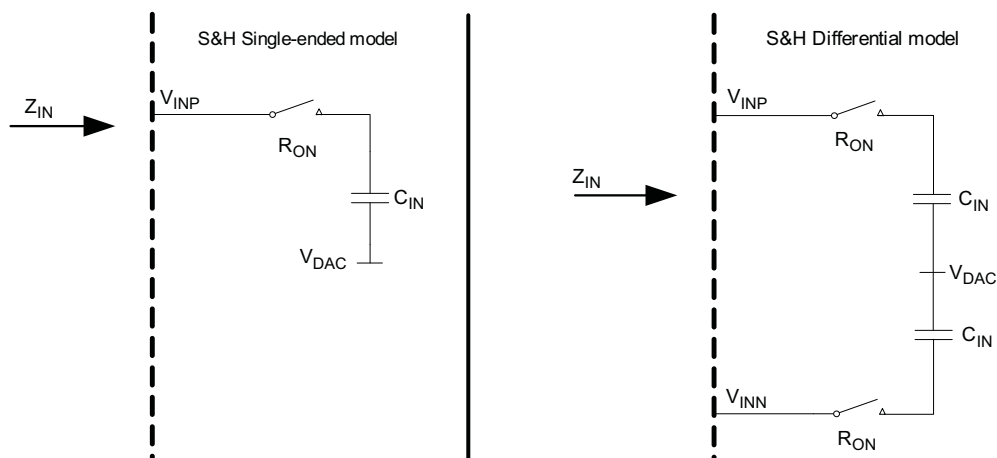 S&H Single-ended model
Z_IN
V_INP
R_ON
C_IN
V_DAC
S&H Differential model
V_INP
R_ON
Z_IN
C_IN
V_DAC
C_IN
V_INN
R_ON